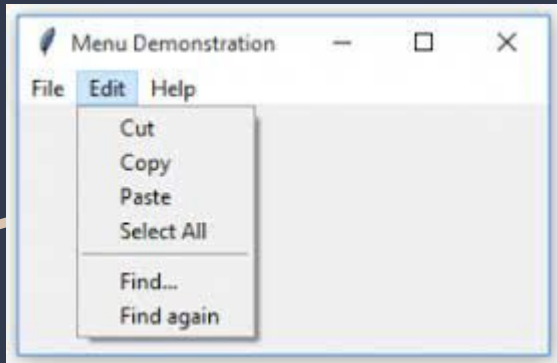 Menu Demonstration
File Edit Help
Cut
Copy
Paste
Select All
Find...
Find again